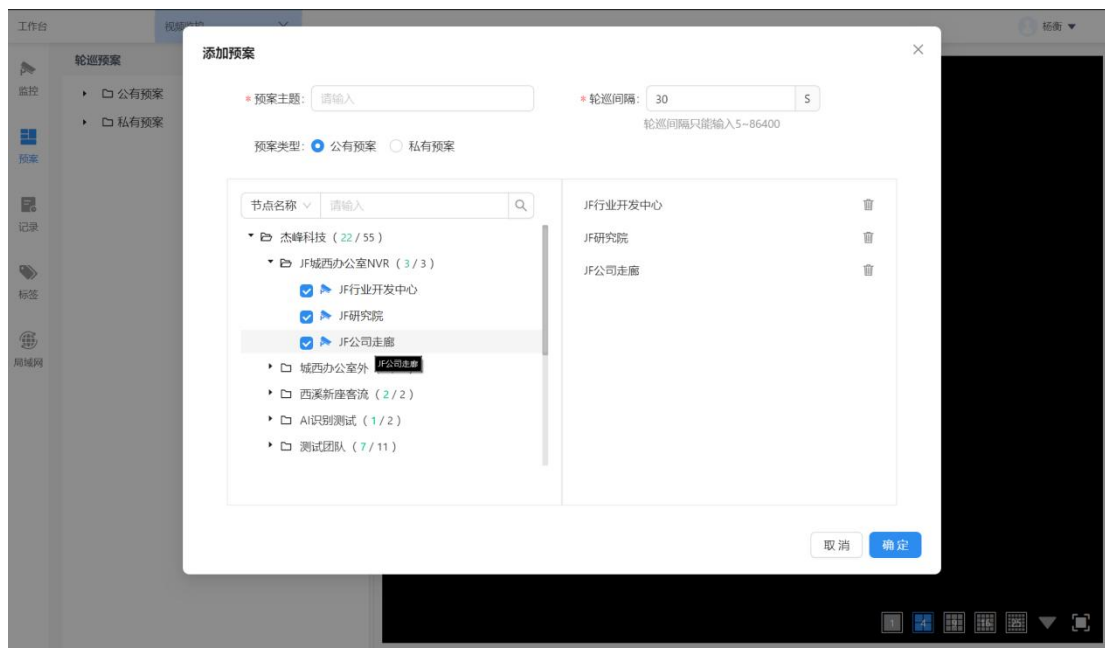 工作台
视频监控
杨衡
监控
预案
记录
标签
局域网
轮巡预案
公有预案
私有预案
添加预案
* 预案主题: 请输入
* 轮巡间隔: 30 S
轮巡间隔只能输入5~86400
预案类型: 公有预案 私有预案
节点名称 请输入
杰峰科技 ( 22 / 55 )
JF城西办公室NVR ( 3 / 3 )
JF行业开发中心
JF研究院
JF公司走廊
JF公司走廊
城西办公室外
西溪新座客流 ( 2 / 2 )
AI识别测试 ( 1 / 2 )
测试团队 ( 7 / 11 )
JF行业开发中心
JF研究院
JF公司走廊
取消 确定
1 4 9 16 25